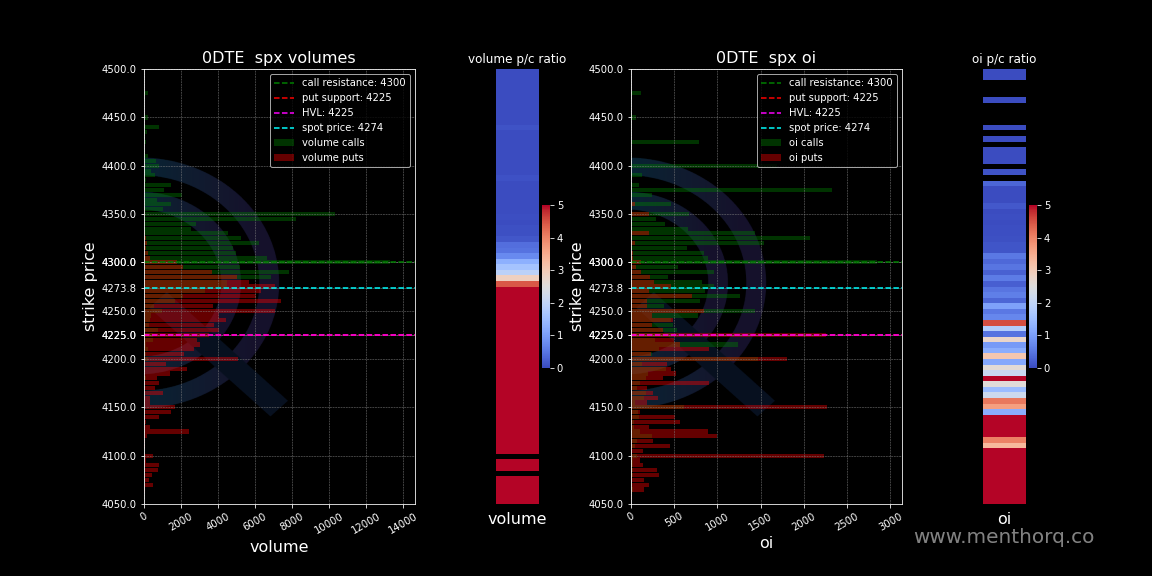 0DTE  spx volumes
volume p/c ratio
0DTE  spx oi
oi p/c ratio
4500.0
4450.0
4400.0
4350.0
4300.0
4273.8
4250.0
4225.0
4200.0
4150.0
4100.0
4050.0
strike price
call resistance: 4300
put support: 4225
HVL: 4225
spot price: 4274
volume calls
volume puts
0
2000
4000
6000
8000
10000
12000
14000
volume
5
4
3
2
1
0
volume
4500.0
4450.0
4400.0
4350.0
4300.0
4273.8
4250.0
4225.0
4200.0
4150.0
4100.0
4050.0
strike price
call resistance: 4300
put support: 4225
HVL: 4225
spot price: 4274
oi calls
oi puts
0
500
1000
1500
2000
2500
3000
oi
5
4
3
2
1
0
oi
www.menthorq.co